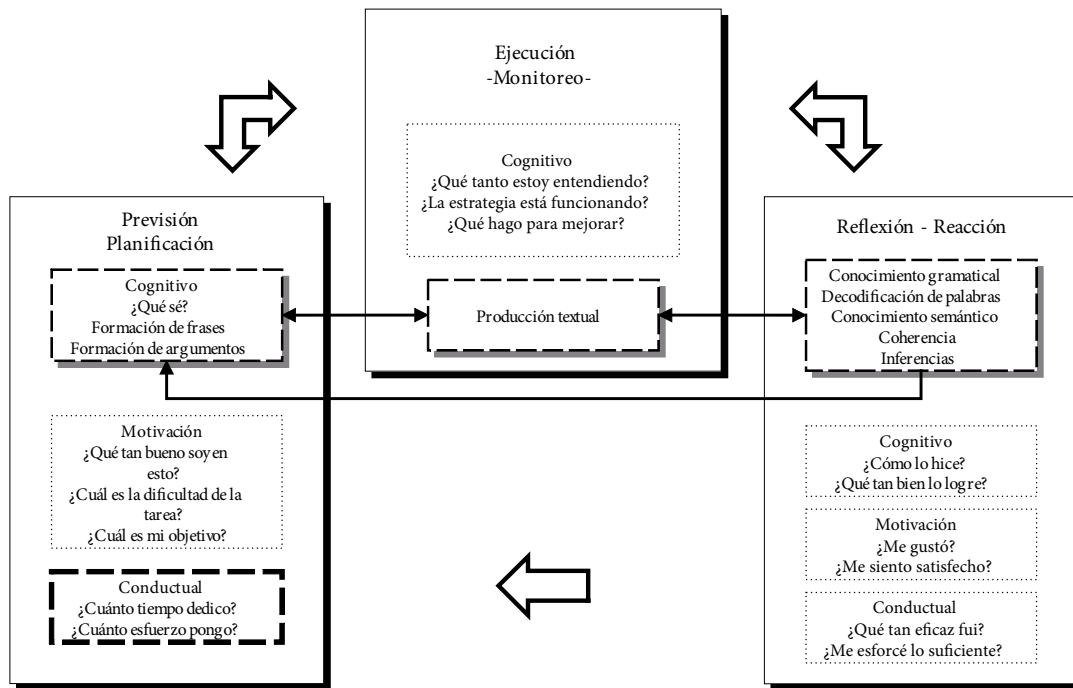 Ejecución
-Monitoreo-
Cognitivo
¿Qué tanto estoy entendiendo?
¿La estrategia está funcionando?
¿Qué hago para mejorar?
Producción textual
Previsión
Planificación
Cognitivo
¿Qué sé?
Formación de frases
Formación de argumentos
Motivación
¿Qué tan bueno soy en
esto?
¿Cuál es la dificultad de la
tarea?
¿Cuál es mi objetivo?
Conductual
¿Cuánto tiempo dedico?
¿Cuánto esfuerzo pongo?
Reflexión - Reacción
Conocimiento gramatical
Decodificación de palabras
Conocimiento semántico
Coherencia
Inferencias
Cognitivo
¿Cómo lo hice?
¿Qué tan bien lo logre?
Motivación
¿Me gustó?
¿Me siento satisfecho?
Conductual
¿Qué tan eficaz fui?
¿Me esforcé lo suficiente?